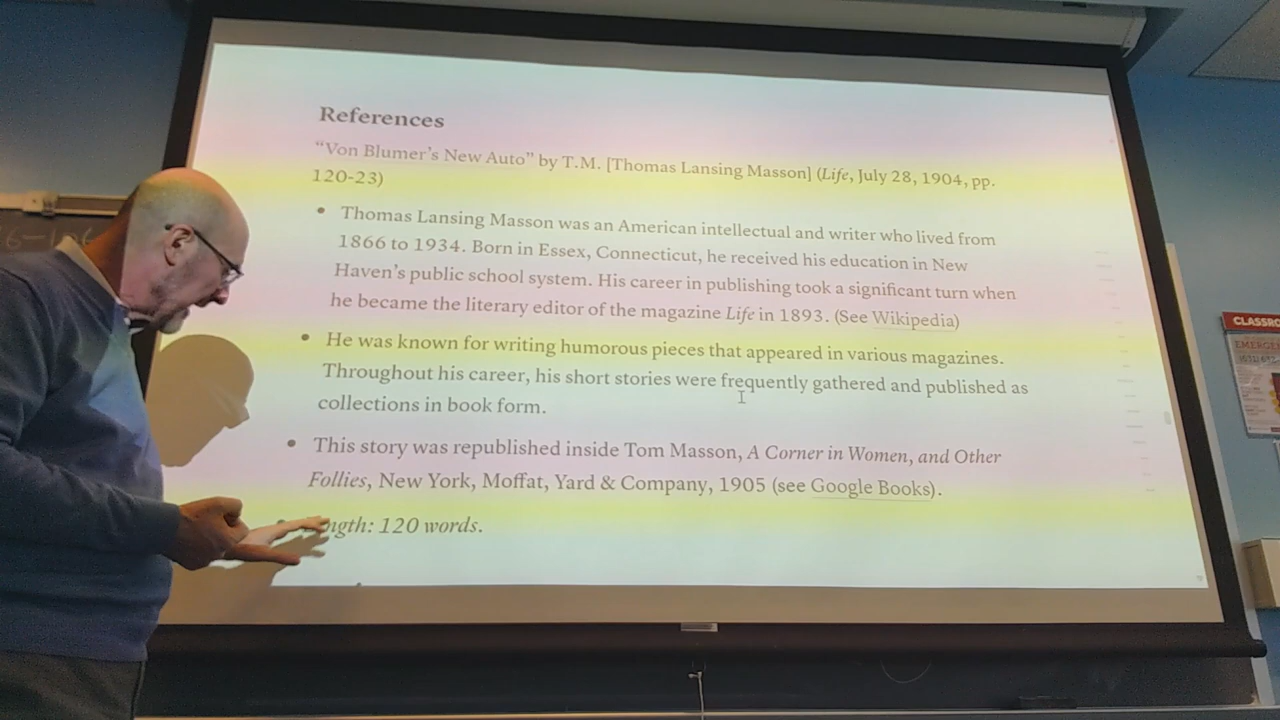 References
“Von Blumer’s New Auto” by T.M. [Thomas Lansing Masson] (Life, July 28, 1904, pp.
120-23)
• Thomas Lansing Masson was an American intellectual and writer who lived from
1866 to 1934. Born in Essex, Connecticut, he received his education in New
Haven’s public school system. His career in publishing took a significant turn when
he became the literary editor of the magazine Life in 1893. (See Wikipedia)
• He was known for writing humorous pieces that appeared in various magazines.
Throughout his career, his short stories were frequently gathered and published as
collections in book form.
• This story was republished inside Tom Masson, A Corner in Women, and Other
Follies, New York, Moffat, Yard & Company, 1905 (see Google Books).
120 words.
CLASSRO
EMERGE